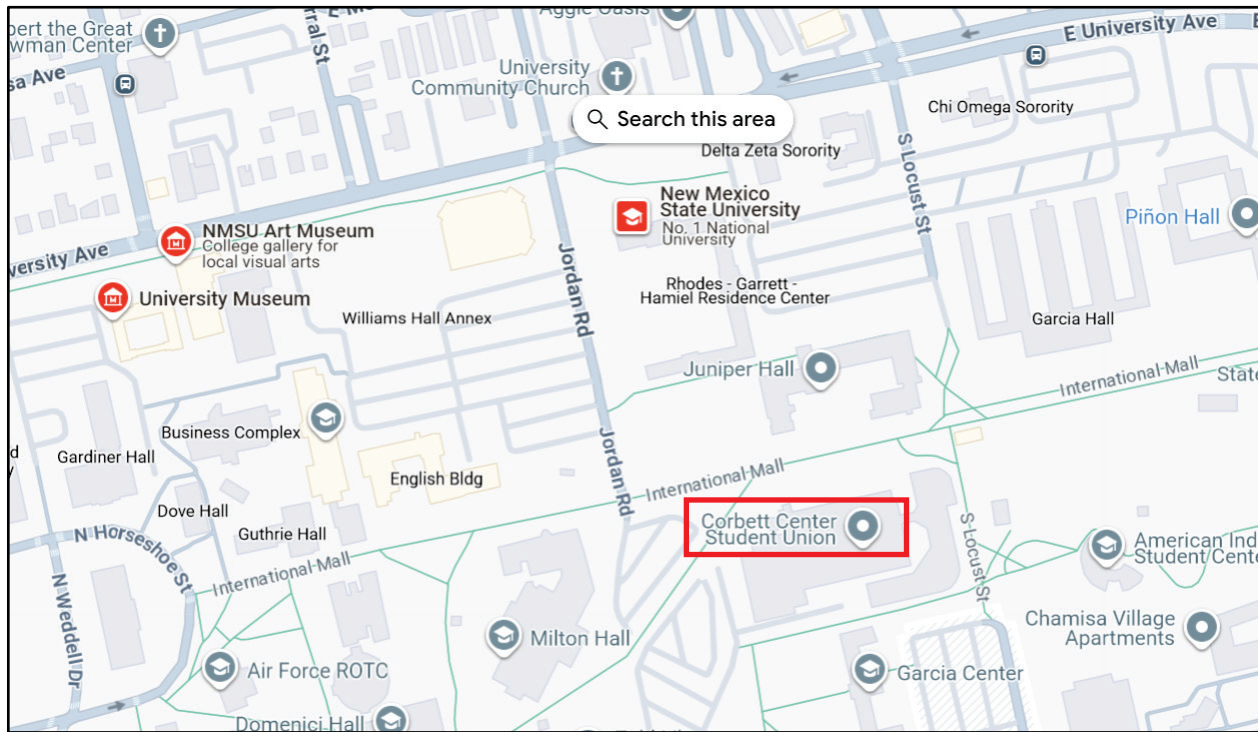 Aggie Oasis
E University Ave
pert the Great
wman Center
University
Community Church
Search this area
Chi Omega Sorority
Delta Zeta Sorority
S Locust St
New Mexico
State University
No. 1 National
University
Piñon Hall
NMSU Art Museum
College gallery for
local visual arts
versity Ave
University Museum
Jordan Rd
Rhodes - Garrett -
Hamiel Residence Center
Williams Hall Annex
Garcia Hall
Juniper Hall
International Mall
State
Business Complex
Gardiner Hall
English Bldg
Jordan Rd
International Mall
Dove Hall
Guthrie Hall
N Horseshoe St
Corbett Center
Student Union
S Locust St
American Ind
Student Cente
International Mall
N Weddell Dr
Milton Hall
Chamisa Village
Apartments
Air Force ROTC
Garcia Center
Domenici Hall